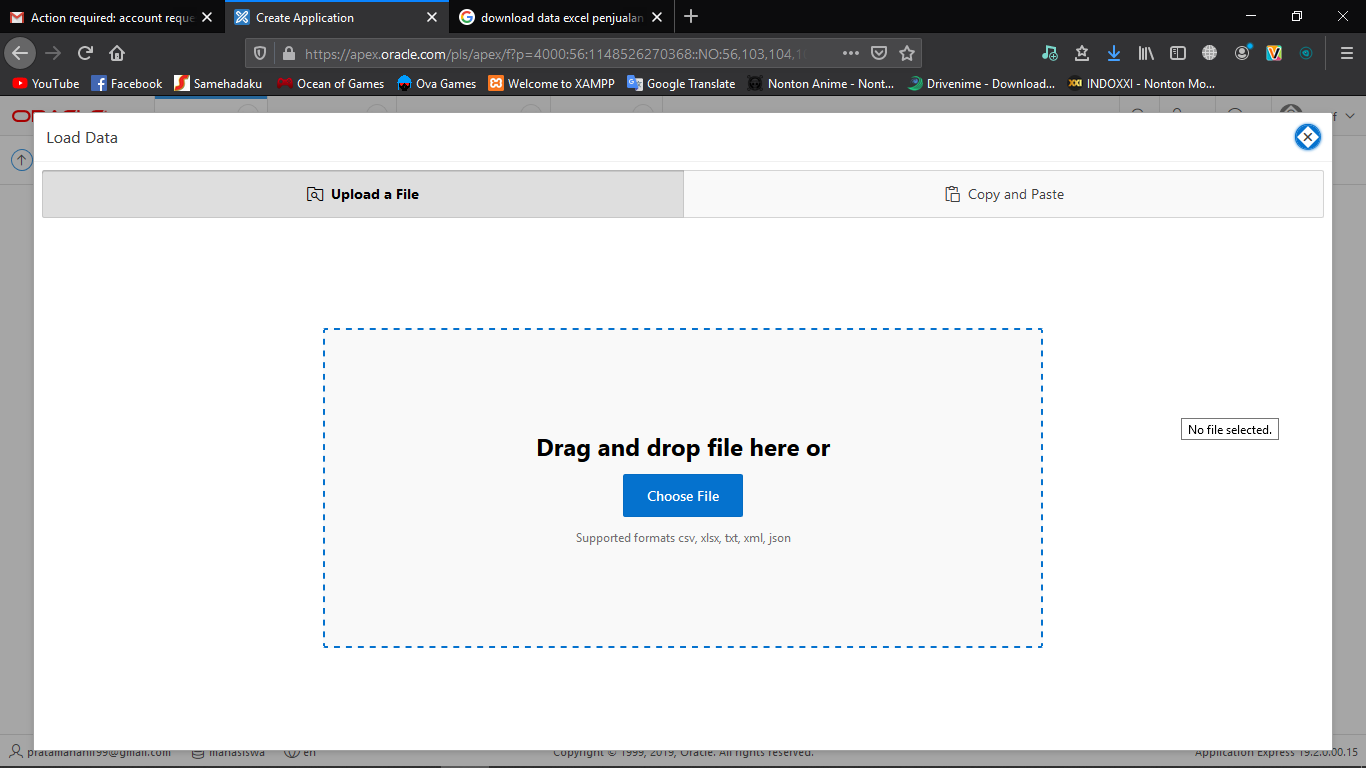 Action required: account reque
Create Application
download data excel penjualan
https://apex.oracle.com/pls/apex/f?p=4000:56:1148526270368::NO:56,103,104,1
YouTube
Facebook
Samehadaku
Ocean of Games
Ova Games
Welcome to XAMPP
Google Translate
Nonton Anime - Nont...
Drivenime - Download...
INDOXXI - Nonton Mo...
Load Data
Upload a File
Copy and Paste
Drag and drop file here or
No file selected.
Choose File
Supported formats csv, xlsx, txt, xml, json
mahasiswa
en
Copyright © 1999, 2019, Oracle. All rights reserved.
Application Express 19.2.0.00.15